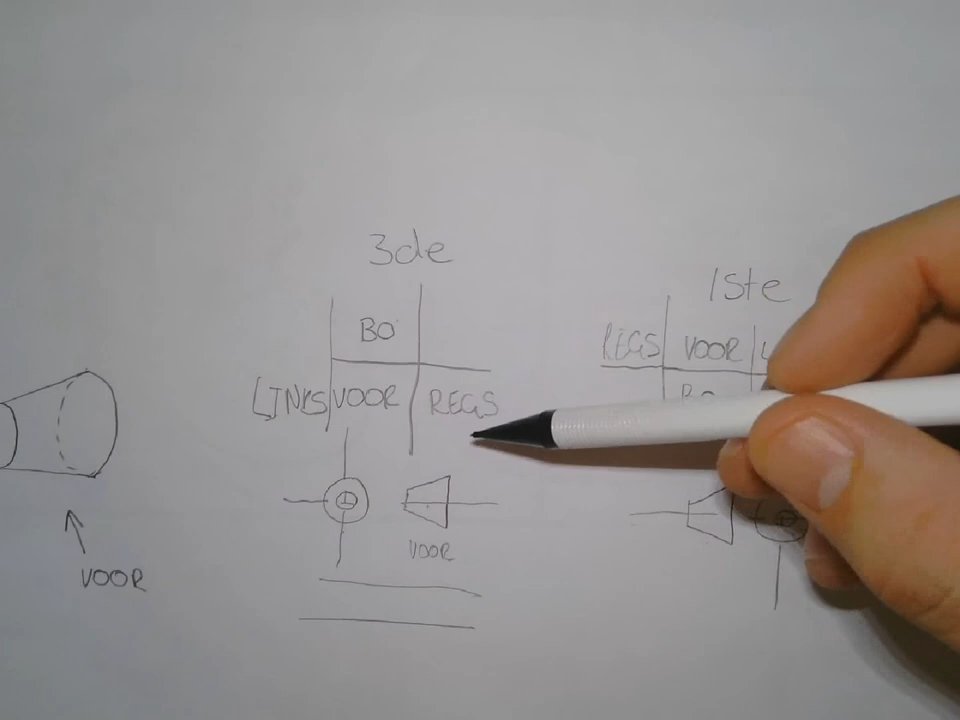 3de
BO
LINKS VOOR REGS
VOOR
1Ste
REGS VOOR
VOOR